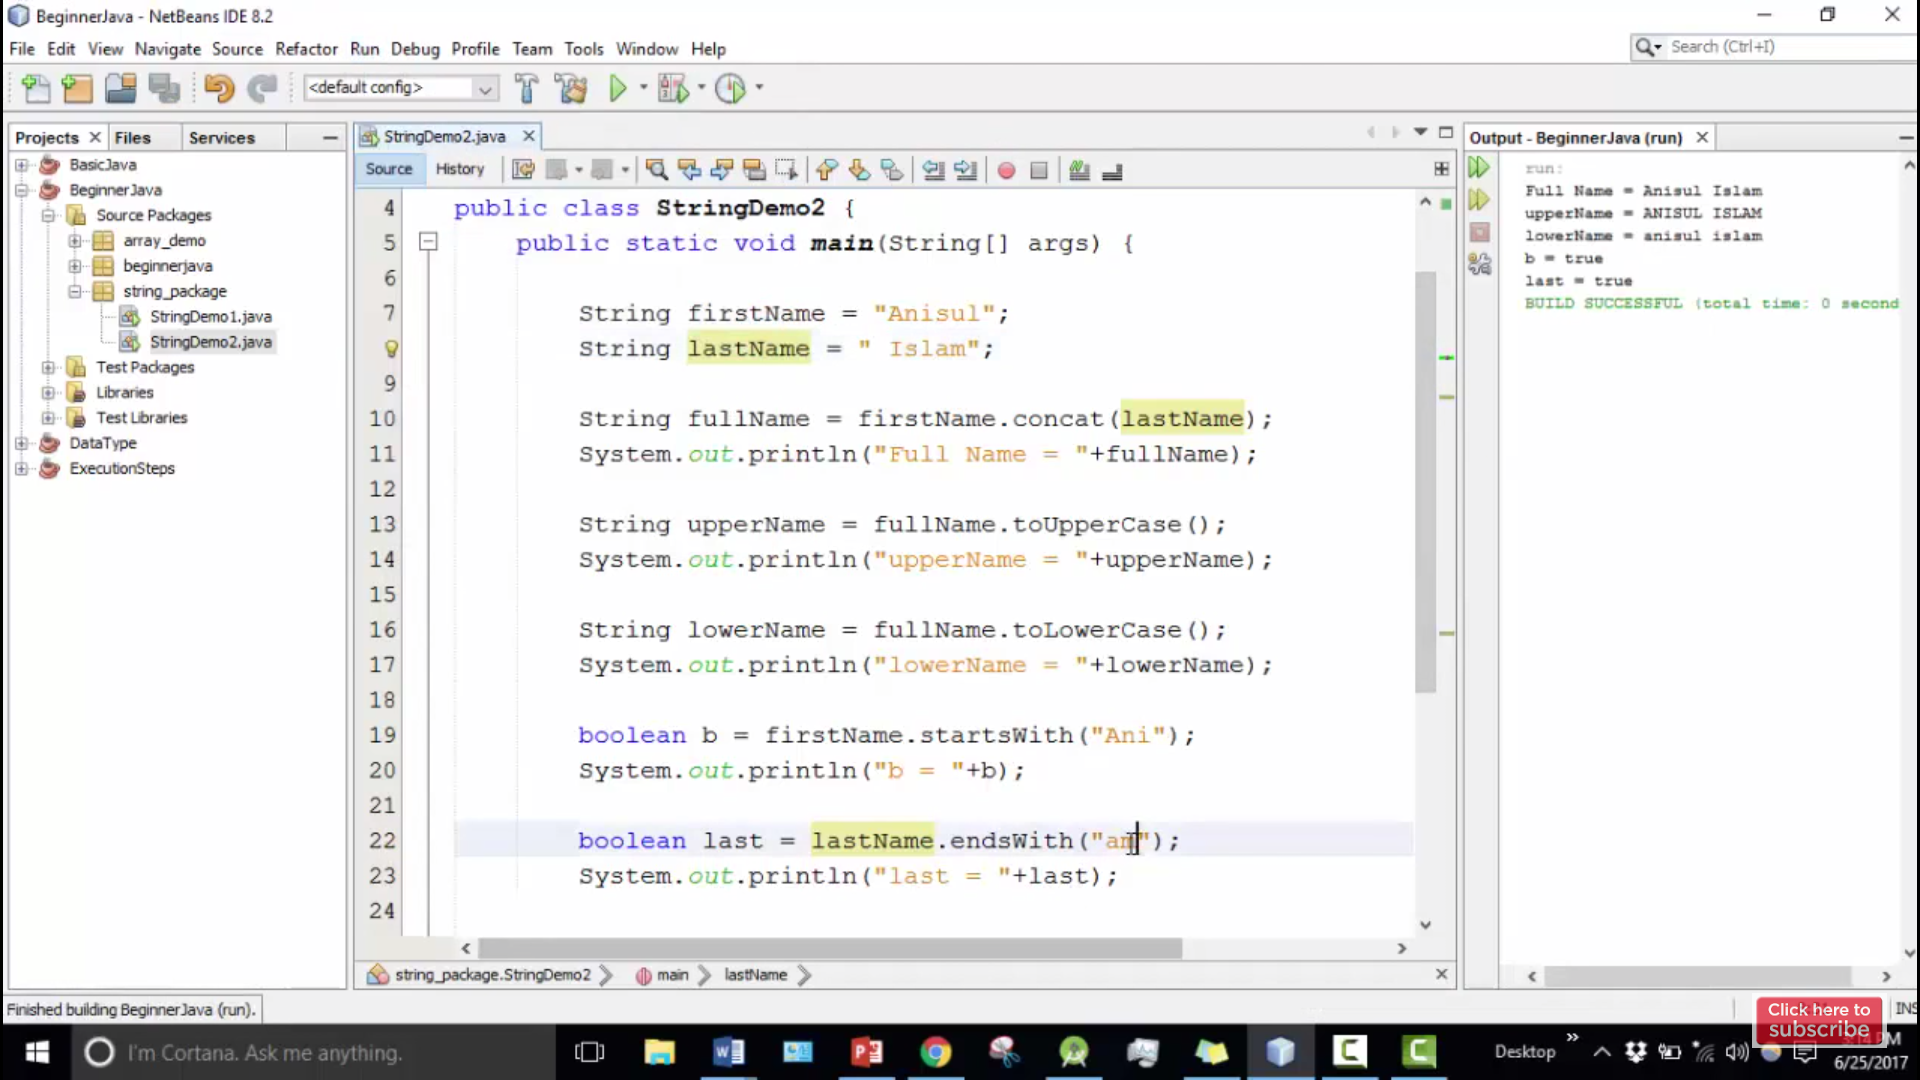 BeginnerJava - NetBeans IDE 8.2
File Edit View Navigate Source Refactor Run Debug Profile Team Tools Window Help
Search (Ctrl+I)
<default config>
Projects Files Services
BasicJava
BeginnerJava
Source Packages
array_demo
beginnerjava
string_package
StringDemo1.java
StringDemo2.java
Test Packages
Libraries
Test Libraries
DataType
ExecutionSteps
StringDemo2.java
Source History
4 public class StringDemo2 {
5 public static void main(String[] args) {
6
7 String firstName = "Anisul";
String lastName = " Islam";
9
10 String fullName = firstName.concat(lastName);
11 System.out.println("Full Name = "+fullName);
12
13 String upperName = fullName.toUpperCase();
14 System.out.println("upperName = "+upperName);
15
16 String lowerName = fullName.toLowerCase();
17 System.out.println("lowerName = "+lowerName);
18
19 boolean b = firstName.startsWith("Ani");
20 System.out.println("b = "+b);
21
22 boolean last = lastName.endsWith("am");
23 System.out.println("last = "+last);
24
string_package.StringDemo2 main lastName
Output - BeginnerJava (run)
run:
Full Name = Anisul Islam
upperName = ANISUL ISLAM
lowerName = anisul islam
b = true
last = true
BUILD SUCCESSFUL (total time: 0 second
Finished building BeginnerJava (run).
INS
Click here to
subscribe
I'm Cortana. Ask me anything.
Desktop
PM
6/25/2017